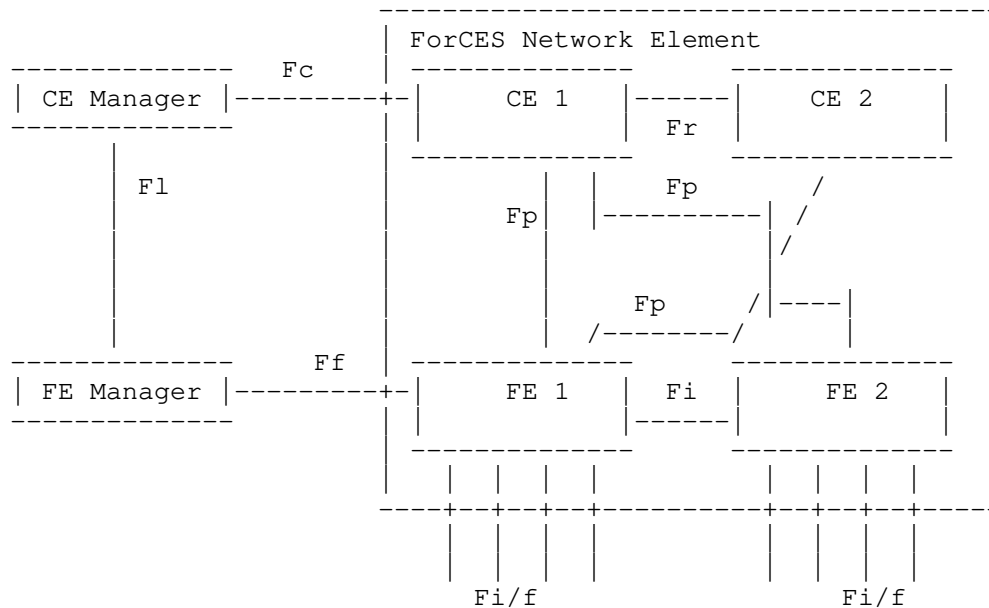 ForCES Network Element
Fc
CE Manager
CE 1
CE 2
Fr
Fl
Fp
Fp
Fp
Ff
FE Manager
FE 1
Fi
FE 2
Fi/f
Fi/f